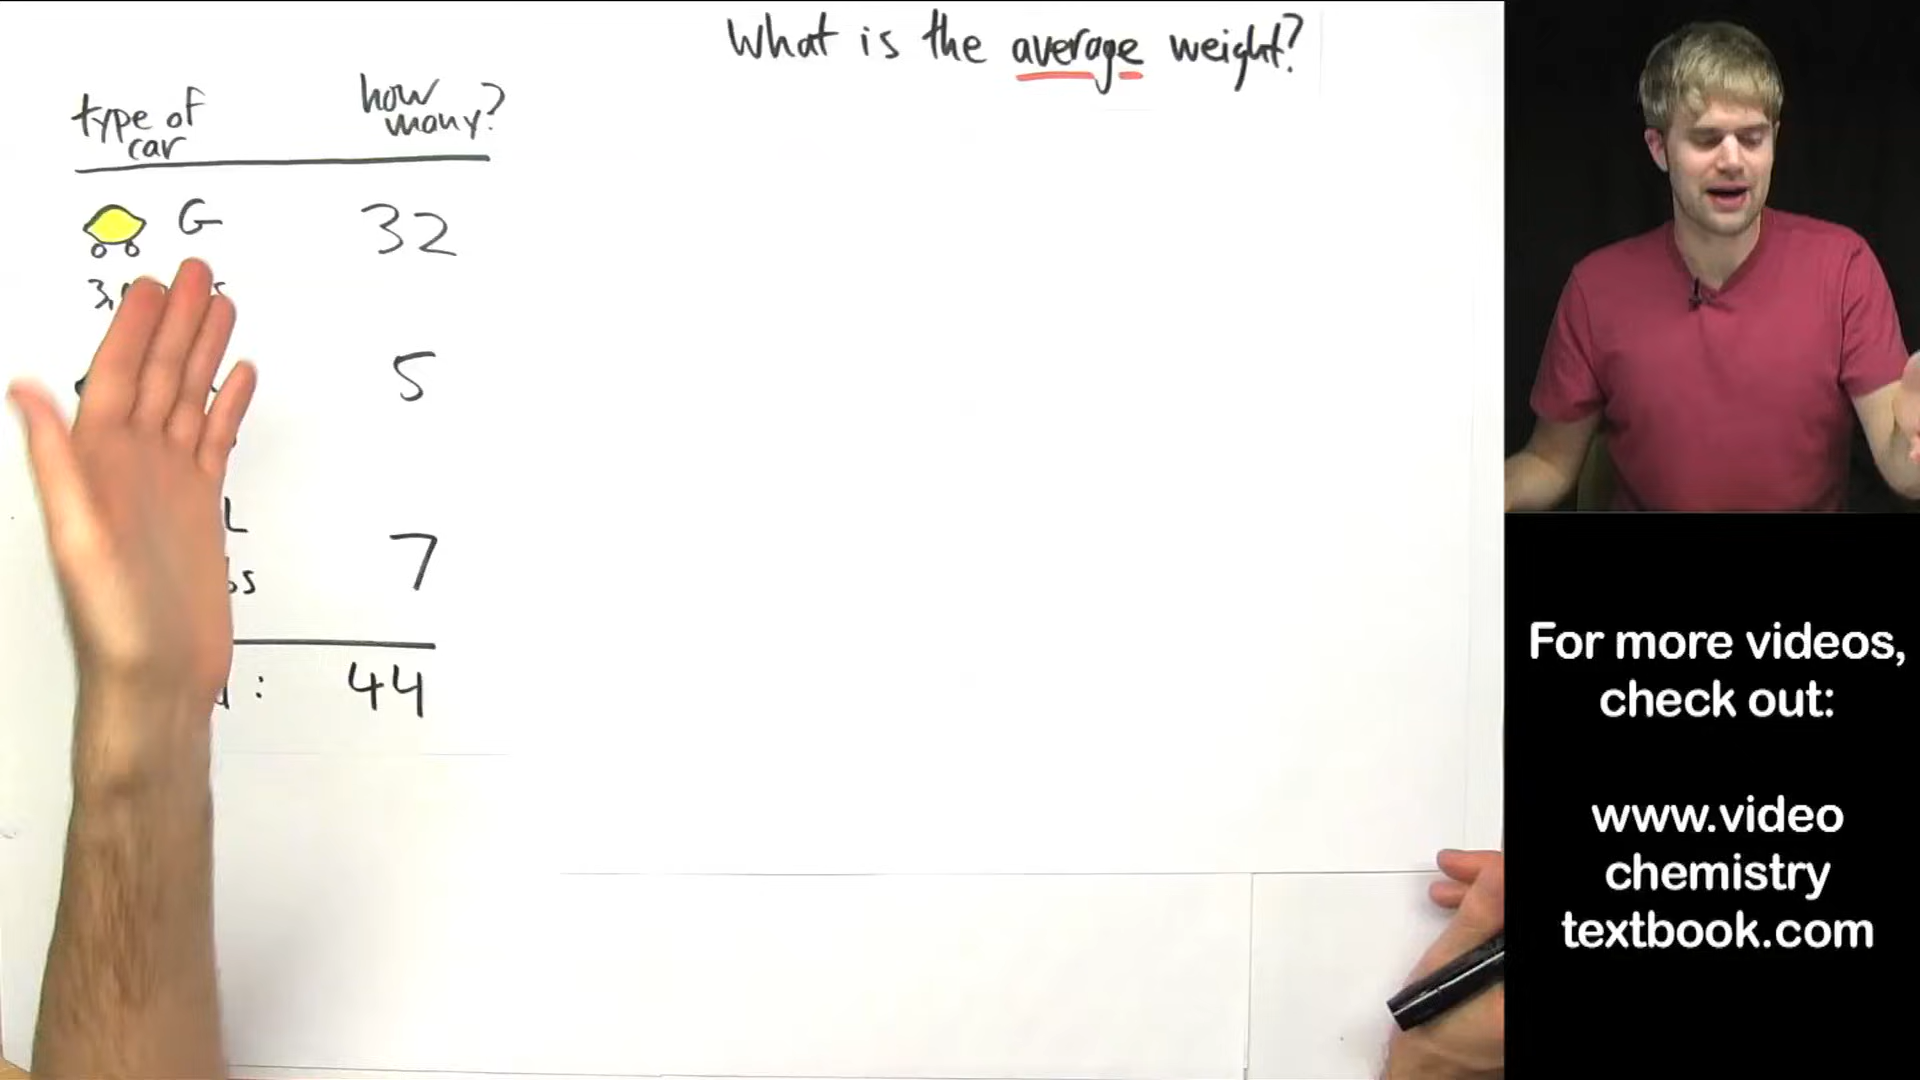 What is the average weight?
type of
car
how
many?
G
32
5
L
7
44
For more videos,
check out:
www.video
chemistry
textbook.com